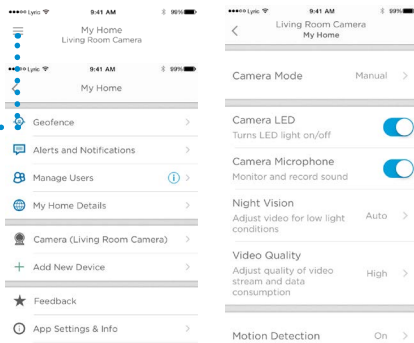 Lyric
9:41 AM
99%
My Home
Living Room Camera
Lyric
9:41 AM
99%
My Home
Geofence
Alerts and Notifications
Manage Users
My Home Details
Camera (Living Room Camera)
Add New Device
Feedback
App Settings & Info
Lyric
9:41 AM
99%
Living Room Camera
My Home
Camera Mode
Manual
Camera LED
Turns LED light on/off
Camera Microphone
Monitor and record sound
Night Vision
Adjust video for low light
conditions
Auto
Video Quality
Adjust quality of video
stream and data
consumption
High
Motion Detection
On